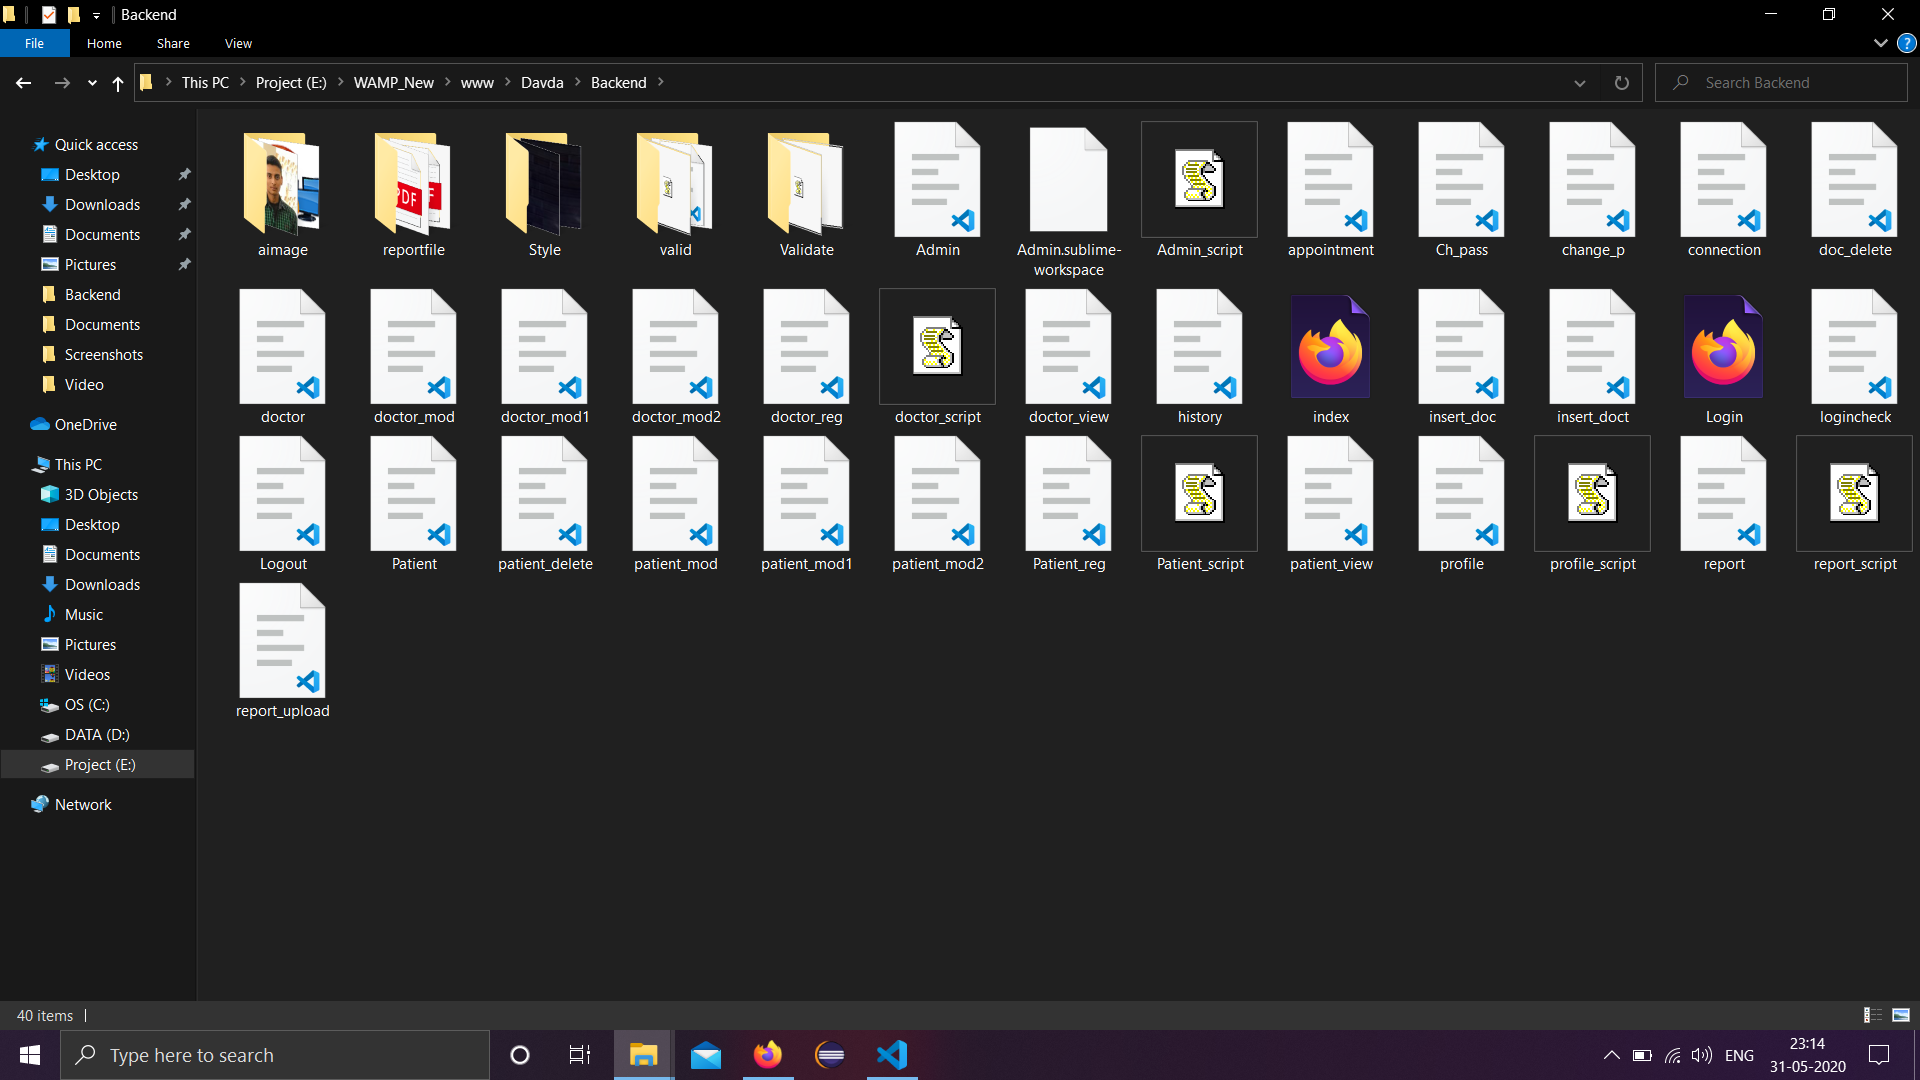 Backend
File Home Share View
This PC Project (E:) WAMP_New www Davda Backend
Search Backend
Quick access
Desktop
Downloads
Documents
Pictures
Backend
Documents
Screenshots
Video
OneDrive
This PC
3D Objects
Desktop
Documents
Downloads
Music
Pictures
Videos
OS (C:)
DATA (D:)
Project (E:)
Network
PDF F
aimage reportfile Style valid Validate Admin Admin.sublime-workspace Admin_script appointment Ch_pass change_p connection doc_delete
doctor doctor_mod doctor_mod1 doctor_mod2 doctor_reg doctor_script doctor_view history index insert_doc insert_doct Login logincheck
Logout Patient patient_delete patient_mod patient_mod1 patient_mod2 Patient_reg Patient_script patient_view profile profile_script report report_script
report_upload
40 items
Type here to search
ENG
23:14
31-05-2020